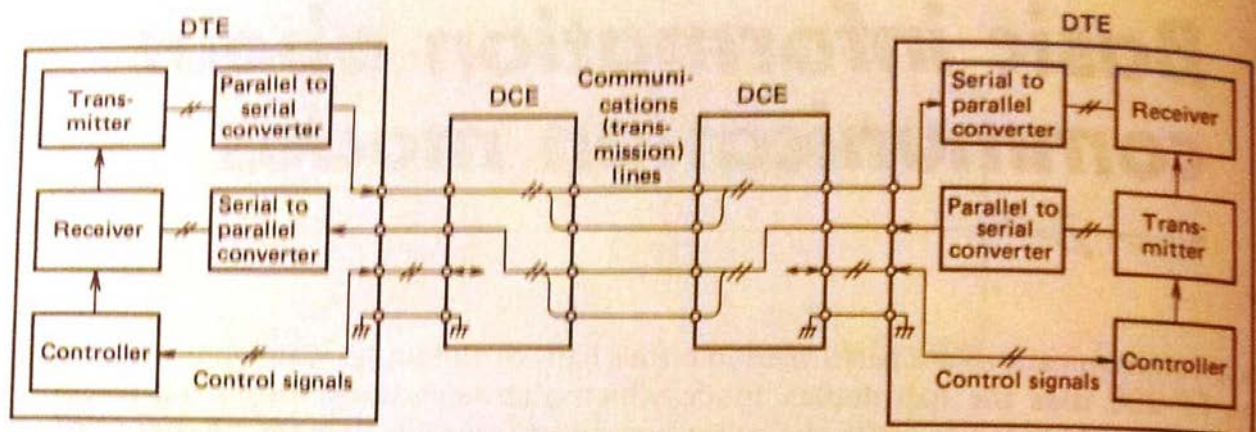 DTE
DTE
Trans-
mitter
Parallel to
serial
converter
DCE
Communi-
cations
(trans-
mission)
lines
DCE
Serial to
parallel
converter
Receiver
Receiver
Serial to
parallel
converter
Parallel to
serial
converter
Trans-
mitter
Controller
Control signals
Control signals
Controller